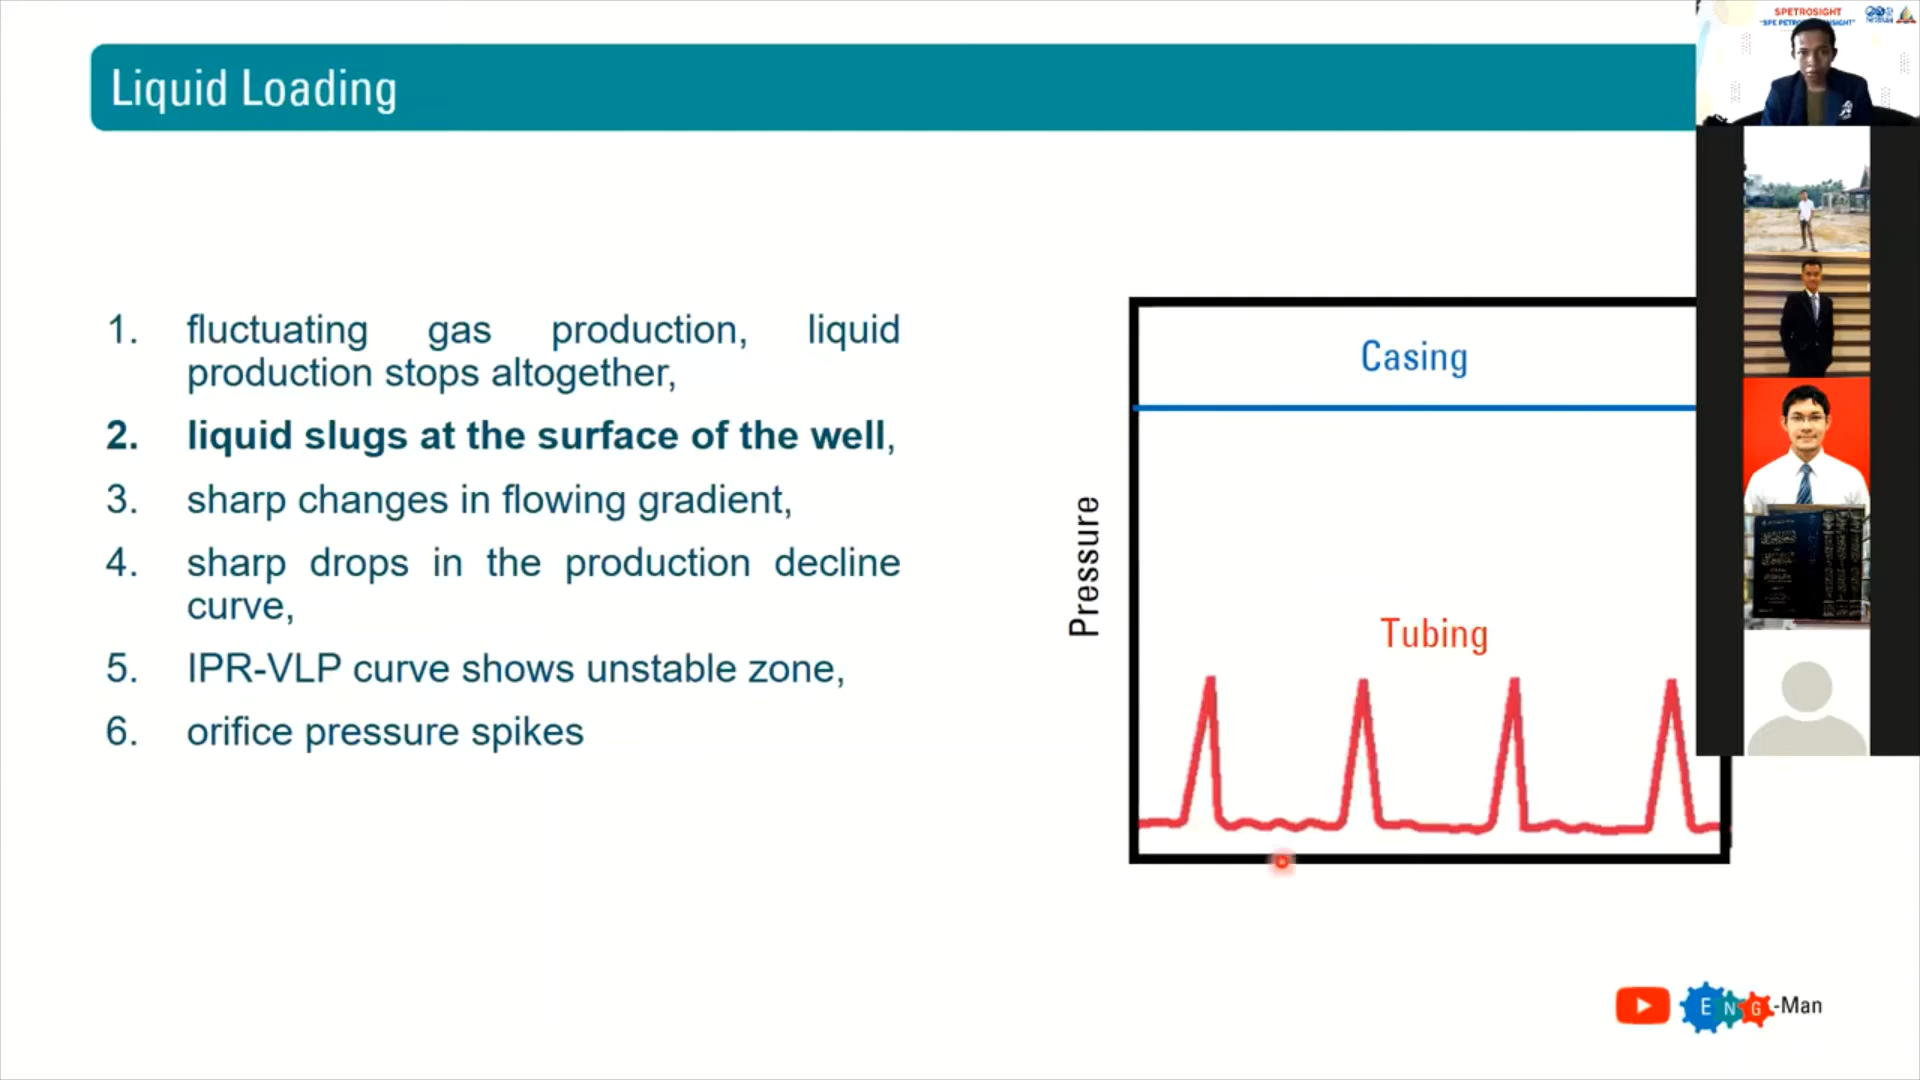 SPETROSIGHT
Liquid Loading
1. fluctuating gas production, liquid
production stops altogether,
2. liquid slugs at the surface of the well,
3. sharp changes in flowing gradient,
4. sharp drops in the production decline
curve,
5. IPR-VLP curve shows unstable zone,
6. orifice pressure spikes
Casing
Pressure
Tubing
E N G -Man